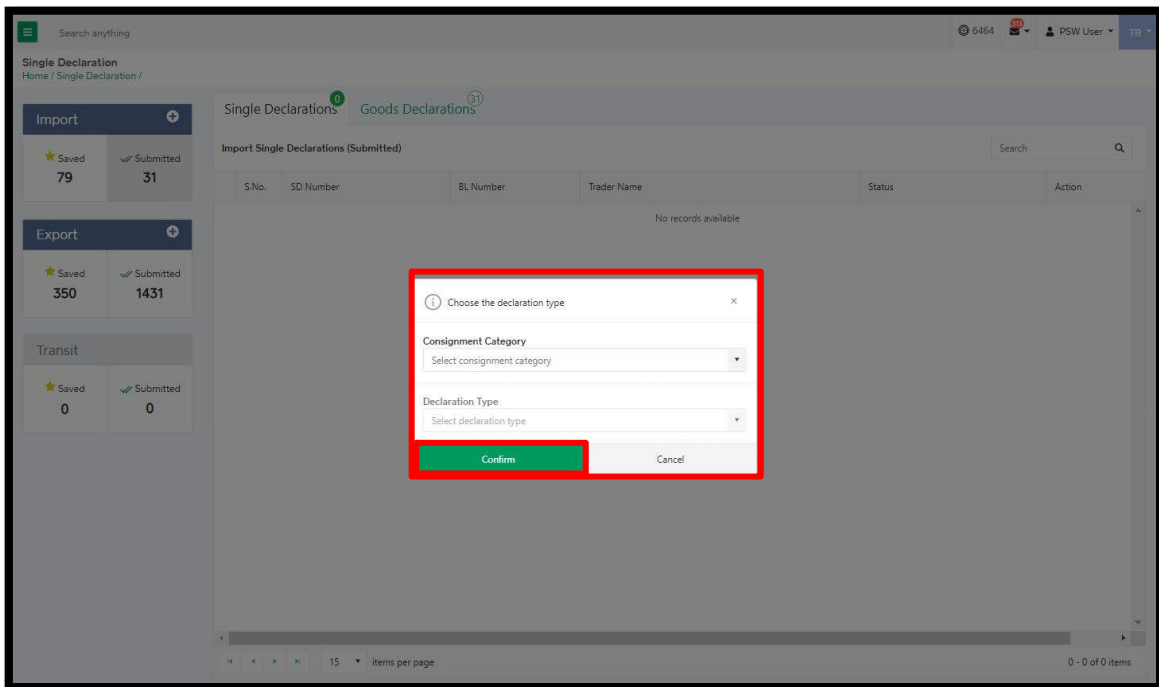 Search anything
6464
813
PSW User
TR
Single Declaration
Home / Single Declaration /
Import
Saved
Submitted
79
31
Export
Saved
Submitted
350
1431
Transit
Saved
Submitted
0
0
Single Declarations
0
Goods Declarations
31
Import Single Declarations (Submitted)
Search
S.No.
SD Number
BL Number
Trader Name
Status
Action
No records available
Choose the declaration type
Consignment Category
Select consignment category
Declaration Type
Select declaration type
Confirm
Cancel
15
items per page
0 - 0 of 0 items